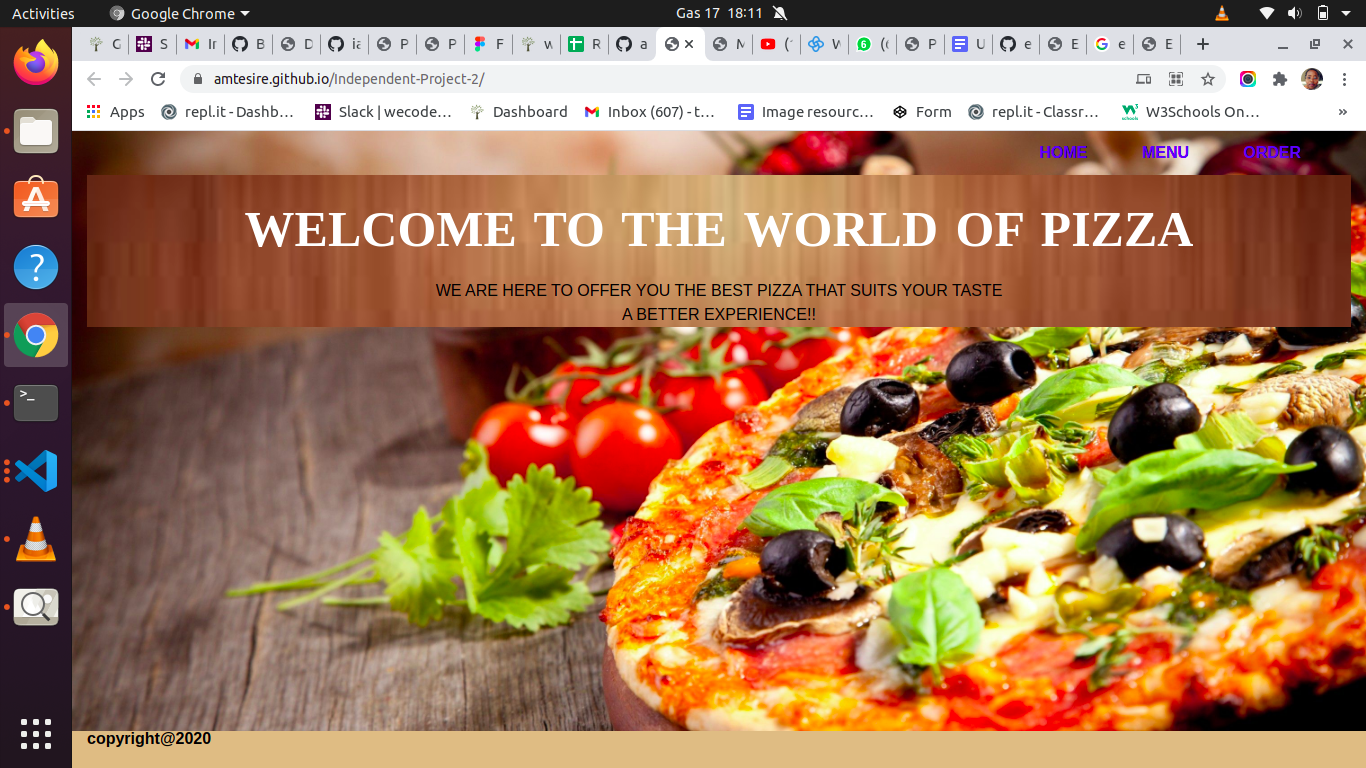 Activities
Google Chrome
Gas 17 18:11
amtesire.github.io/Independent-Project-2/
Apps
repl.it - Dashb…
Slack | wecode…
Dashboard
Inbox (607) - t…
Image resourc…
Form
repl.it - Classr…
W3Schools On…
»
HOME MENU ORDER
WELCOME TO THE WORLD OF PIZZA
WE ARE HERE TO OFFER YOU THE BEST PIZZA THAT SUITS YOUR TASTE
A BETTER EXPERIENCE!!
copyright@2020